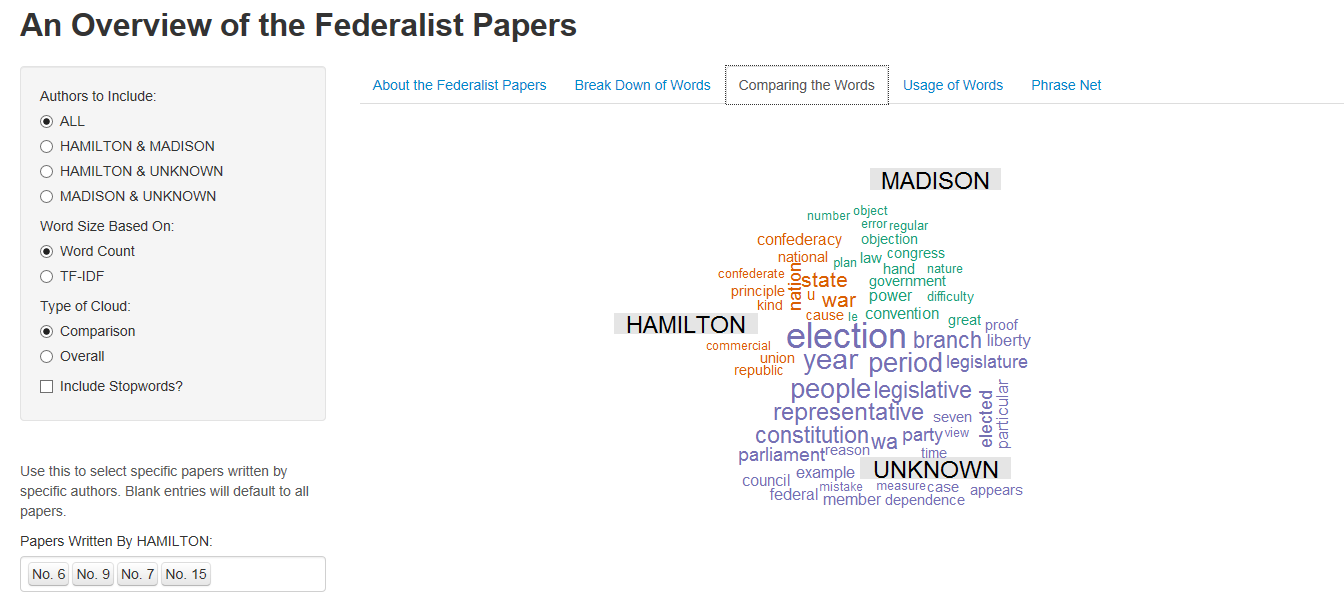 An Overview of the Federalist Papers
Authors to Include:
ALL
HAMILTON & MADISON
HAMILTON & UNKNOWN
MADISON & UNKNOWN
Word Size Based On:
Word Count
TF-IDF
Type of Cloud:
Comparison
Overall
Include Stopwords?
Use this to select specific papers written by
specific authors. Blank entries will default to all
papers.
Papers Written By HAMILTON:
No. 6 No. 9 No. 7 No. 15
About the Federalist Papers Break Down of Words Comparing the Words Usage of Words Phrase Net
MADISON
number object
error regular
confederacy objection
national plan law congress
confederate nation state hand nature
government
principle u war power difficulty
kind cause le convention great proof
HAMILTON election branch liberty
commercial
union year period legislature
republic
people legislative
representative seven elected particular
constitution wa party view
parliament reason time
UNKNOWN
council example
mistake measure case appears
federal member dependence